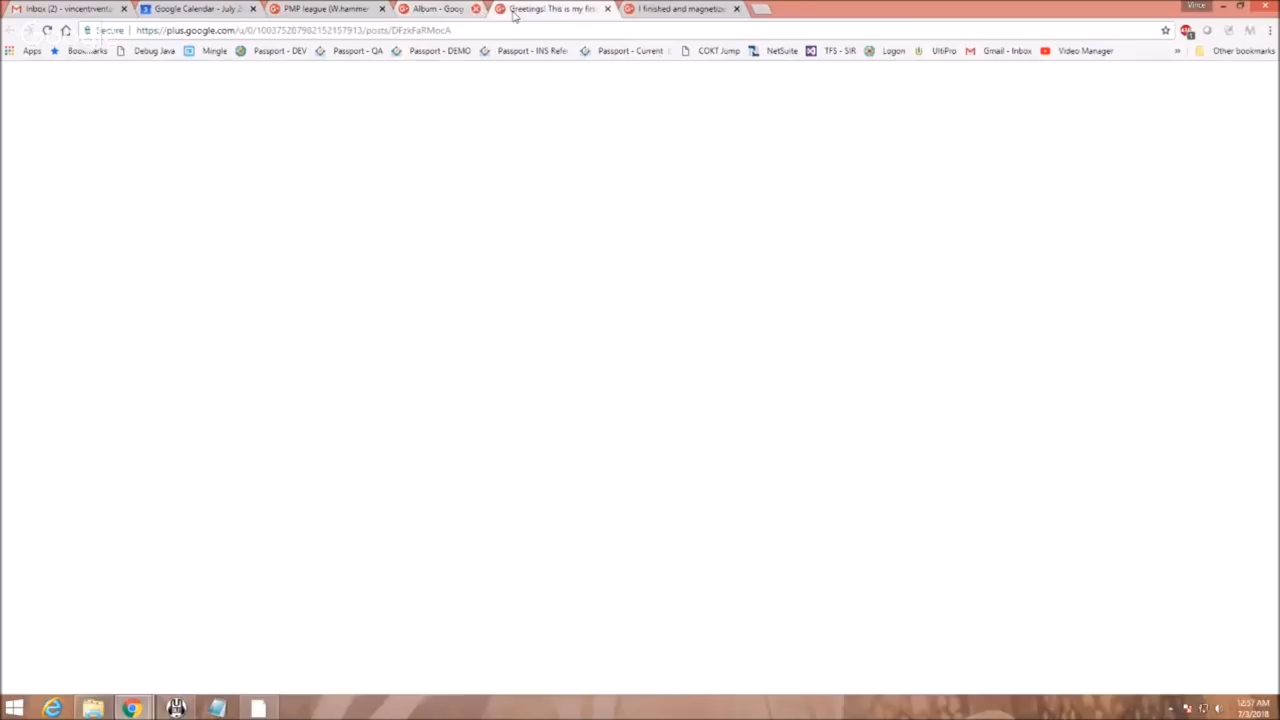 Inbox (2) - vincentrventu
Google Calendar - July 2
PMP league (W.hammer
Album - Goog
Greetings! This is my firs
I finished and magnetize
Vince
Secure
https://plus.google.com/u/0/100375287982152157913/posts/DFzkFaRMocA
Apps
Bookmarks
Debug Java
Mingle
Passport - DEV
Passport - QA
Passport - DEMO
Passport - INS Refe
Passport - Current
COKT Jump
NetSuite
TFS - SIR
Logon
UltiPro
Gmail - Inbox
Video Manager
»
Other bookmarks
12:57 AM
7/3/2018